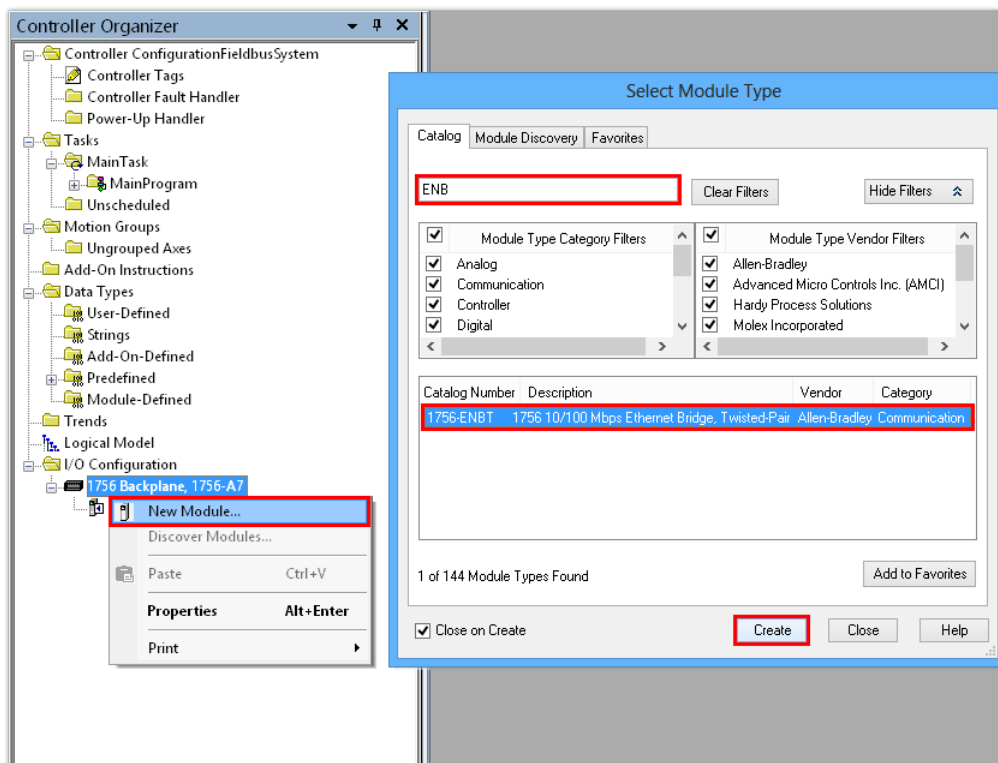 Controller Organizer
Controller ConfigurationFieldbusSystem
Controller Tags
Controller Fault Handler
Power-Up Handler
Tasks
MainTask
MainProgram
Unscheduled
Motion Groups
Ungrouped Axes
Add-On Instructions
Data Types
User-Defined
Strings
Add-On-Defined
Predefined
Module-Defined
Trends
Logical Model
I/O Configuration
1756 Backplane, 1756-A7
New Module...
Discover Modules...
Paste Ctrl+V
Properties Alt+Enter
Print
Select Module Type
Catalog Module Discovery Favorites
ENB Clear Filters Hide Filters
Module Type Category Filters
Analog
Communication
Controller
Digital
Module Type Vendor Filters
Allen-Bradley
Advanced Micro Controls Inc. (AMCI)
Hardy Process Solutions
Molex Incorporated
Catalog Number Description Vendor Category
1756-ENBT 1756 10/100 Mbps Ethernet Bridge, Twisted-Pair Allen-Bradley Communication
1 of 144 Module Types Found Add to Favorites
Close on Create Create Close Help